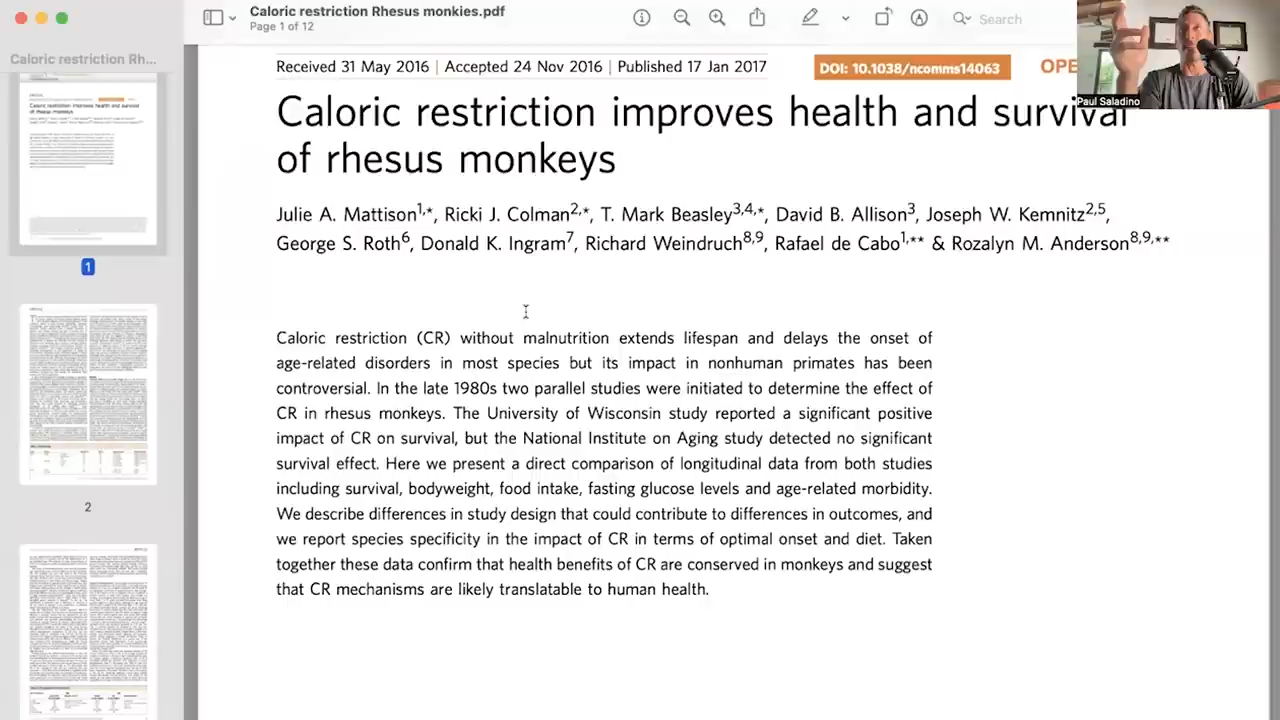 Caloric restriction Rhesus monkies.pdf
Page 1 of 12
Search
Caloric restriction Rh...
Paul Saladino
Received 31 May 2016 | Accepted 24 Nov 2016 | Published 17 Jan 2017
DOI: 10.1038/ncomms14063
OPE
Caloric restriction improves health and survival
of rhesus monkeys
Julie A. Mattison1,*, Ricki J. Colman2,*, T. Mark Beasley3,4,*, David B. Allison3, Joseph W. Kemnitz2,5,
George S. Roth6, Donald K. Ingram7, Richard Weindruch8,9, Rafael de Cabo1,** & Rozalyn M. Anderson8,9,**
Caloric restriction (CR) without malnutrition extends lifespan and delays the onset of
age-related disorders in most species but its impact in nonhuman primates has been
controversial. In the late 1980s two parallel studies were initiated to determine the effect of
CR in rhesus monkeys. The University of Wisconsin study reported a significant positive
impact of CR on survival, but the National Institute on Aging study detected no significant
survival effect. Here we present a direct comparison of longitudinal data from both studies
including survival, bodyweight, food intake, fasting glucose levels and age-related morbidity.
We describe differences in study design that could contribute to differences in outcomes, and
we report species specificity in the impact of CR in terms of optimal onset and diet. Taken
together these data confirm that health benefits of CR are conserved in monkeys and suggest
that CR mechanisms are likely translatable to human health.
1
2